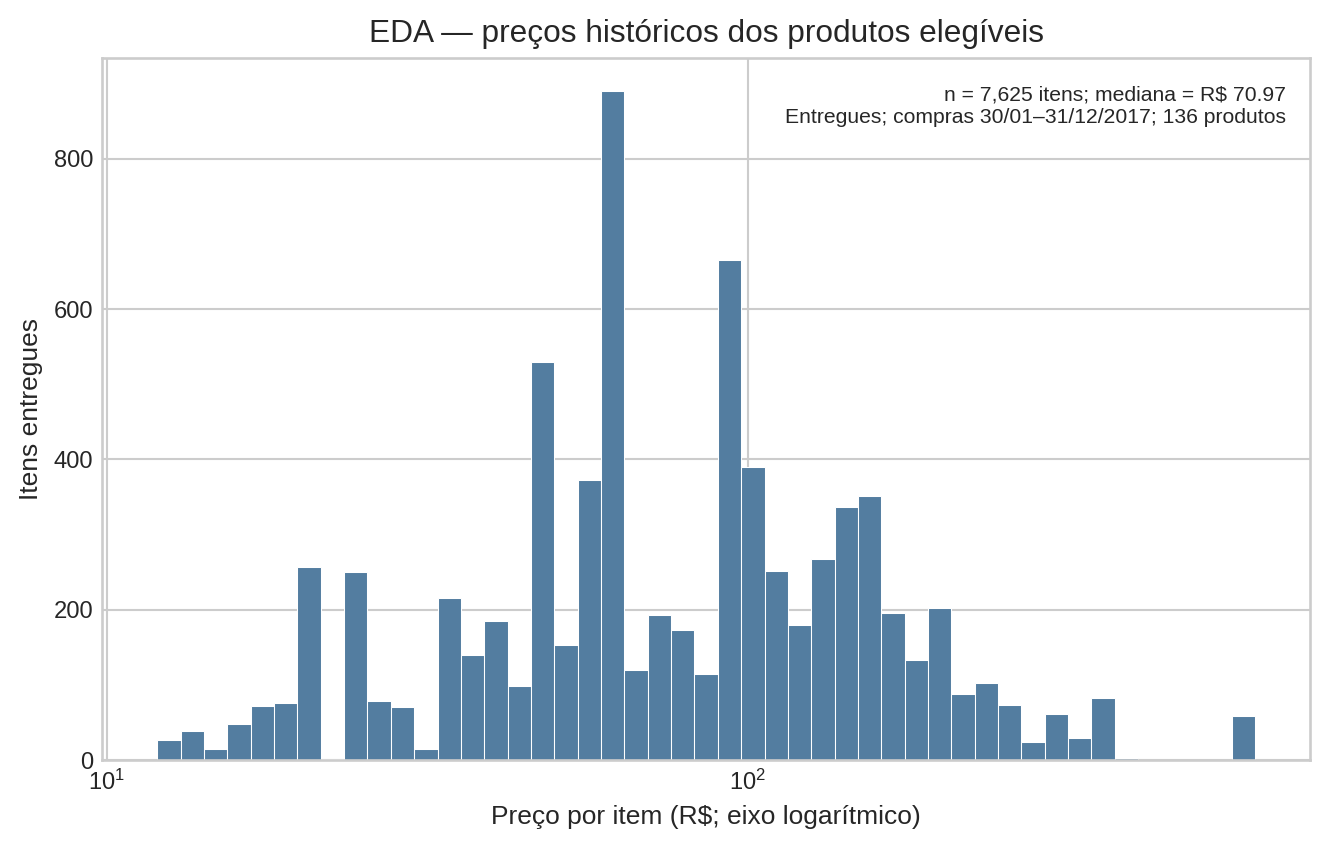 EDA — preços históricos dos produtos elegíveis
n = 7,625 itens; mediana = R$ 70.97
Entregues; compras 30/01–31/12/2017; 136 produtos
Itens entregues
800
600
400
200
0
10¹
10²
Preço por item (R$; eixo logarítmico)